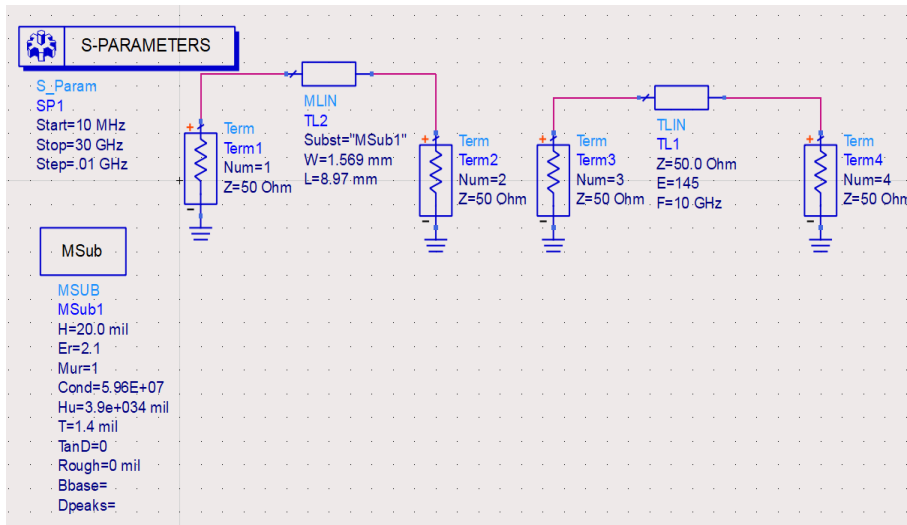 S-PARAMETERS
S_Param
SP1
Start=10 MHz
Stop=30 GHz
Step=.01 GHz
+
Term
Term1
Num=1
Z=50 Ohm
-
MLIN
TL2
Subst="MSub1"
W=1.569 mm
L=8.97 mm
+
Term
Term2
Num=2
Z=50 Ohm
-
+
Term
Term3
Num=3
Z=50 Ohm
-
TLIN
TL1
Z=50.0 Ohm
E=145
F=10 GHz
+
Term
Term4
Num=4
Z=50 Ohm
-
MSub
MSUB
MSub1
H=20.0 mil
Er=2.1
Mur=1
Cond=5.96E+07
Hu=3.9e+034 mil
T=1.4 mil
TanD=0
Rough=0 mil
Bbase=
Dpeaks=